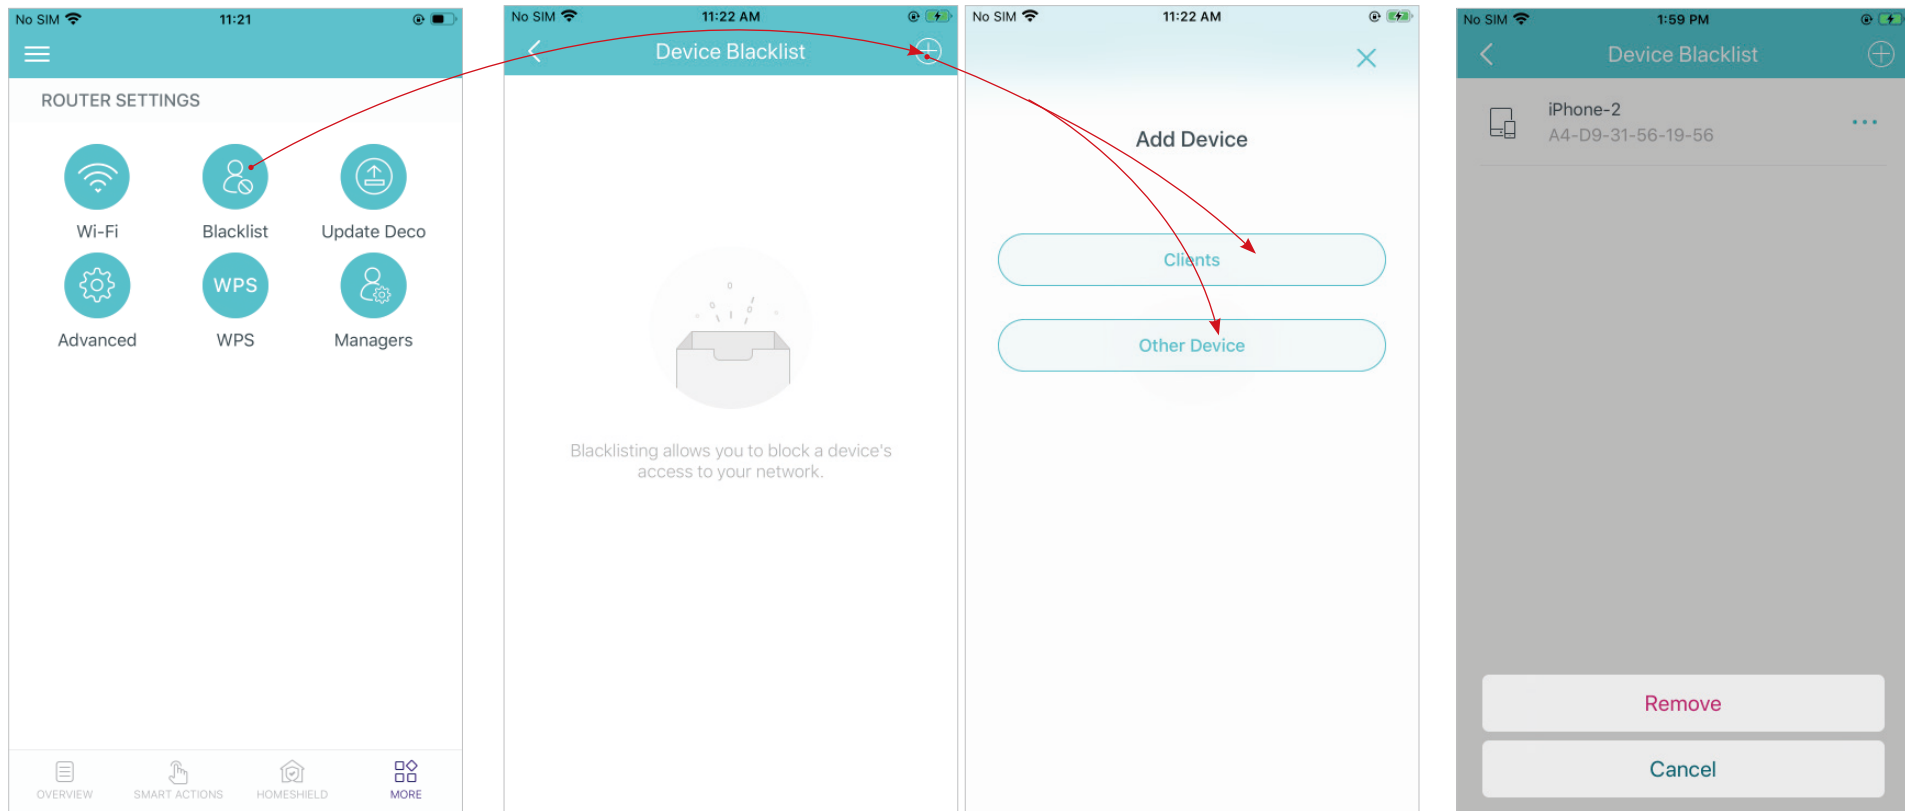 No SIM 11:21
ROUTER SETTINGS
Wi-Fi Blacklist Update Deco
WPS
Advanced WPS Managers
OVERVIEW SMART ACTIONS HOMESHIELD MORE
No SIM 11:22 AM
Device Blacklist
Blacklisting allows you to block a device's
access to your network.
No SIM 11:22 AM
Add Device
Clients
Other Device
No SIM 1:59 PM
Device Blacklist
iPhone-2
A4-D9-31-56-19-56
Remove
Cancel